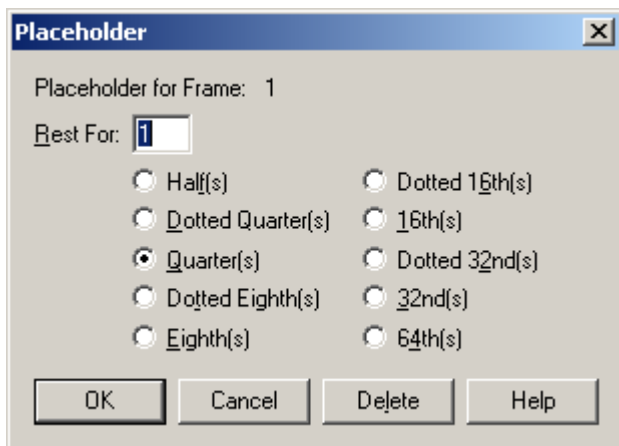 Placeholder
Placeholder for Frame: 1
Rest For: 1
Half(s) Dotted 16th(s)
Dotted Quarter(s) 16th(s)
Quarter(s) Dotted 32nd(s)
Dotted Eighth(s) 32nd(s)
Eighth(s) 64th(s)
OK Cancel Delete Help